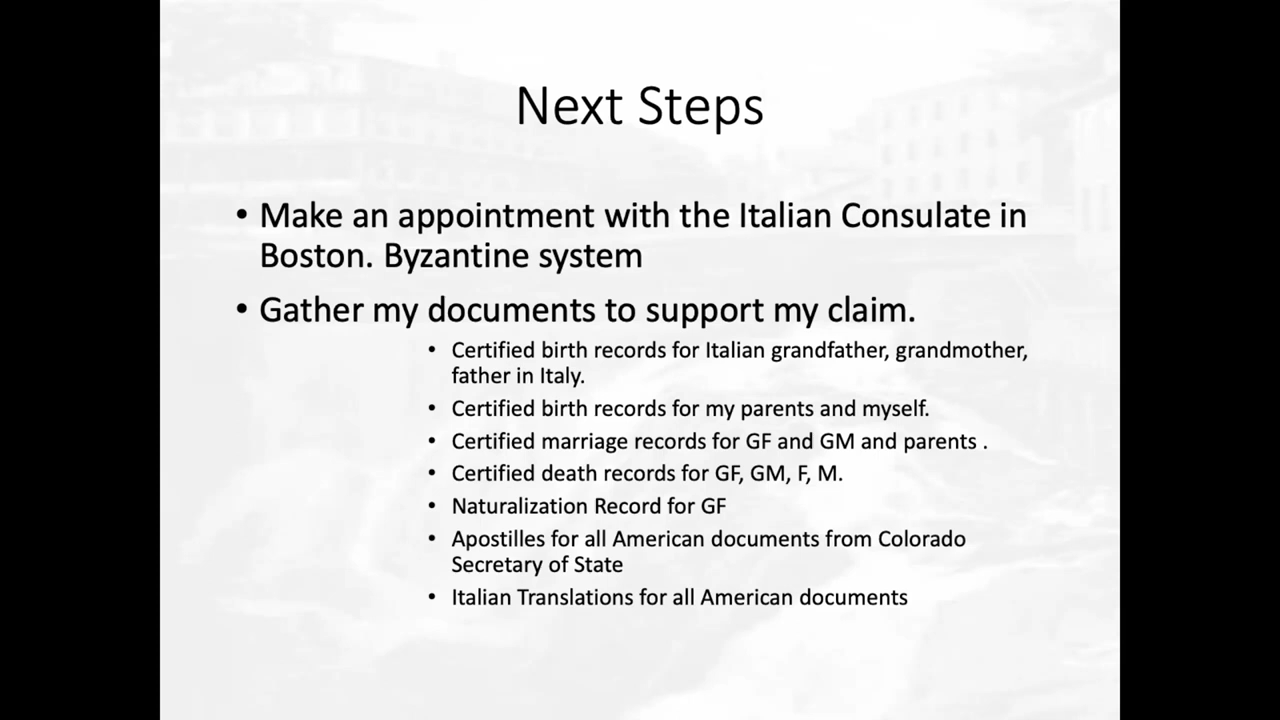 Next Steps
• Make an appointment with the Italian Consulate in
Boston. Byzantine system
• Gather my documents to support my claim.
• Certified birth records for Italian grandfather, grandmother,
father in Italy.
• Certified birth records for my parents and myself.
• Certified marriage records for GF and GM and parents .
• Certified death records for GF, GM, F, M.
• Naturalization Record for GF
• Apostilles for all American documents from Colorado
Secretary of State
• Italian Translations for all American documents